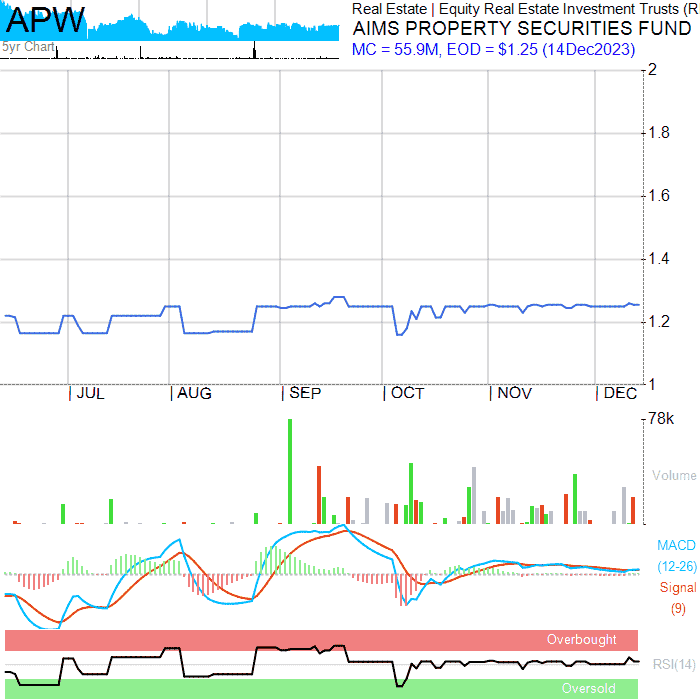 APW
5yr Chart
Real Estate | Equity Real Estate Investment Trusts (R
AIMS PROPERTY SECURITIES FUND
MC = 55.9M, EOD = $1.25 (14Dec2023)
2
1.8
1.6
1.4
1.2
1
JUL AUG SEP OCT NOV DEC
78k
Volume
MACD
(12-26)
Signal
(9)
Overbought
RSI(14)
Oversold